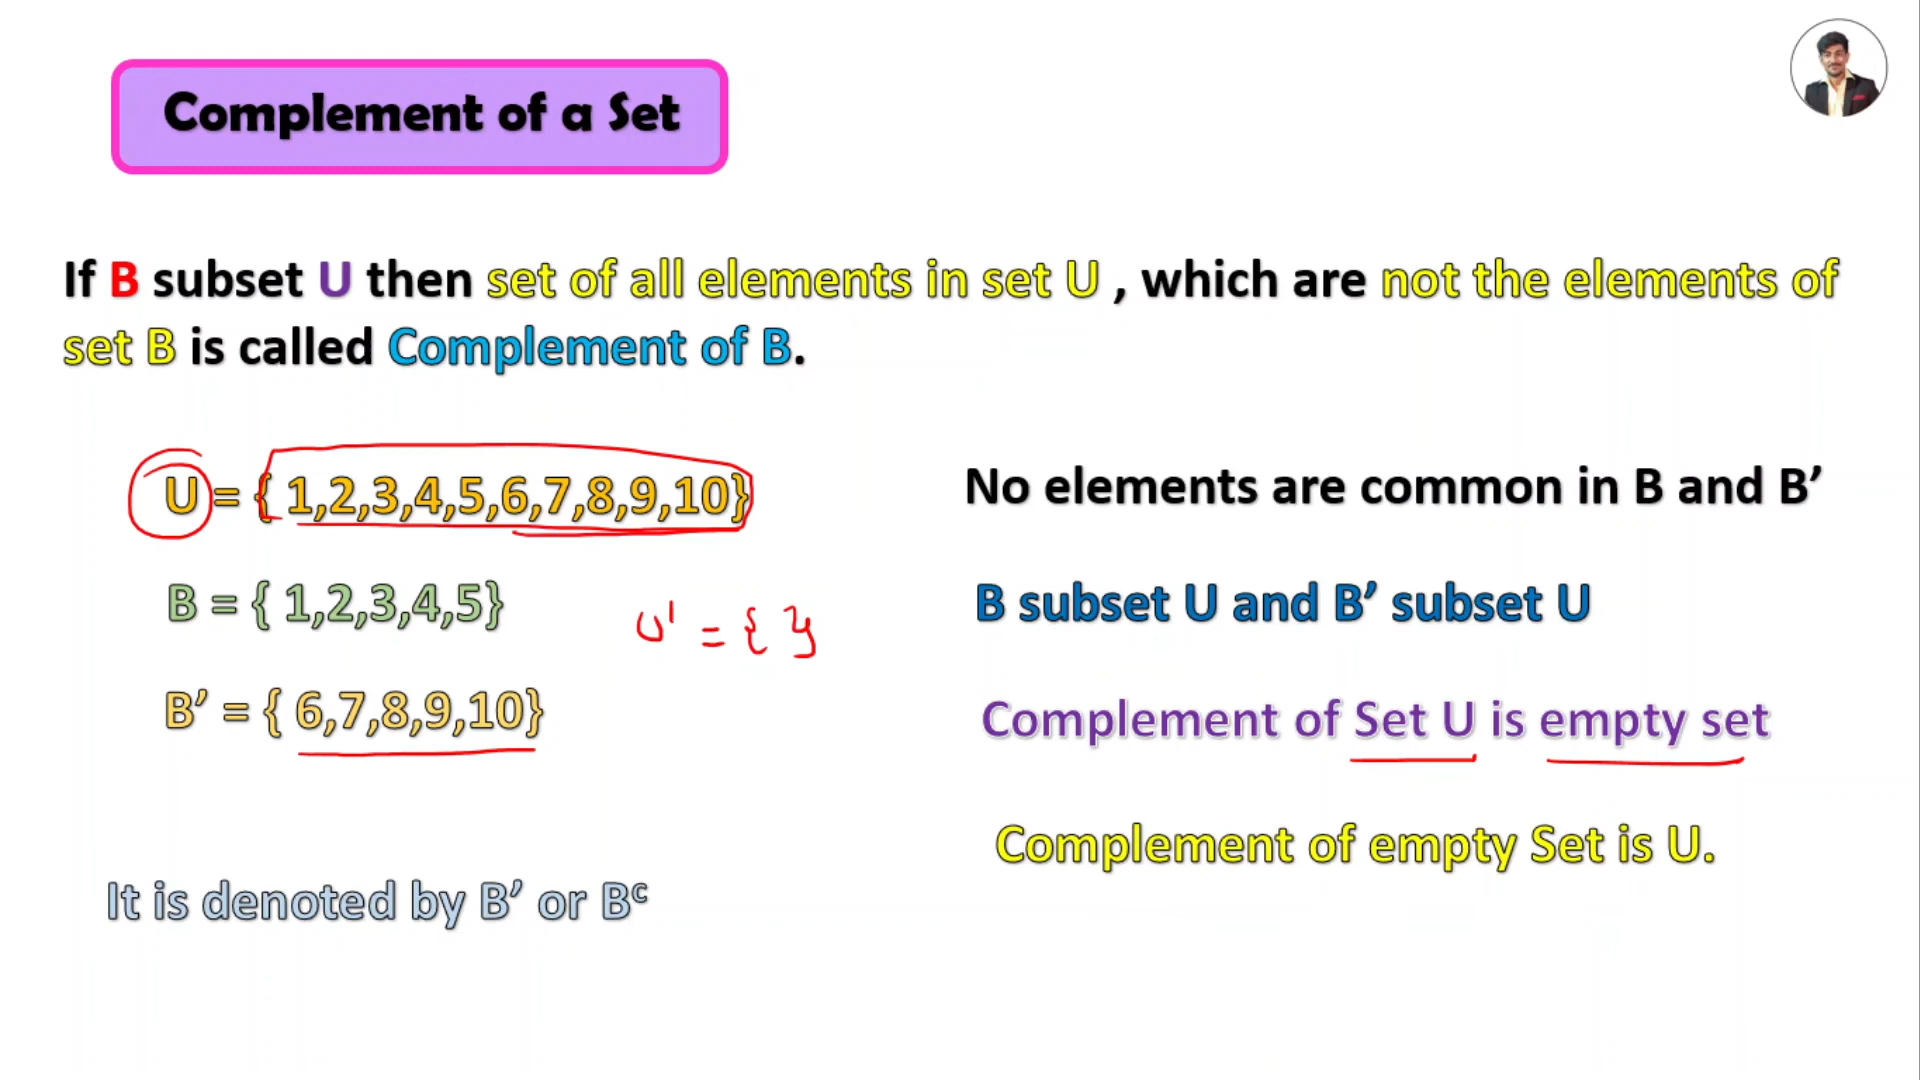 Complement of a Set
If B subset U then set of all elements in set U , which are not the elements of
set B is called Complement of B.
U = { 1,2,3,4,5,6,7,8,9,10}
B = { 1,2,3,4,5}
U' = { }
B’ = { 6,7,8,9,10}
It is denoted by B’ or Bᶜ
No elements are common in B and B’
B subset U and B’ subset U
Complement of Set U is empty set
Complement of empty Set is U.